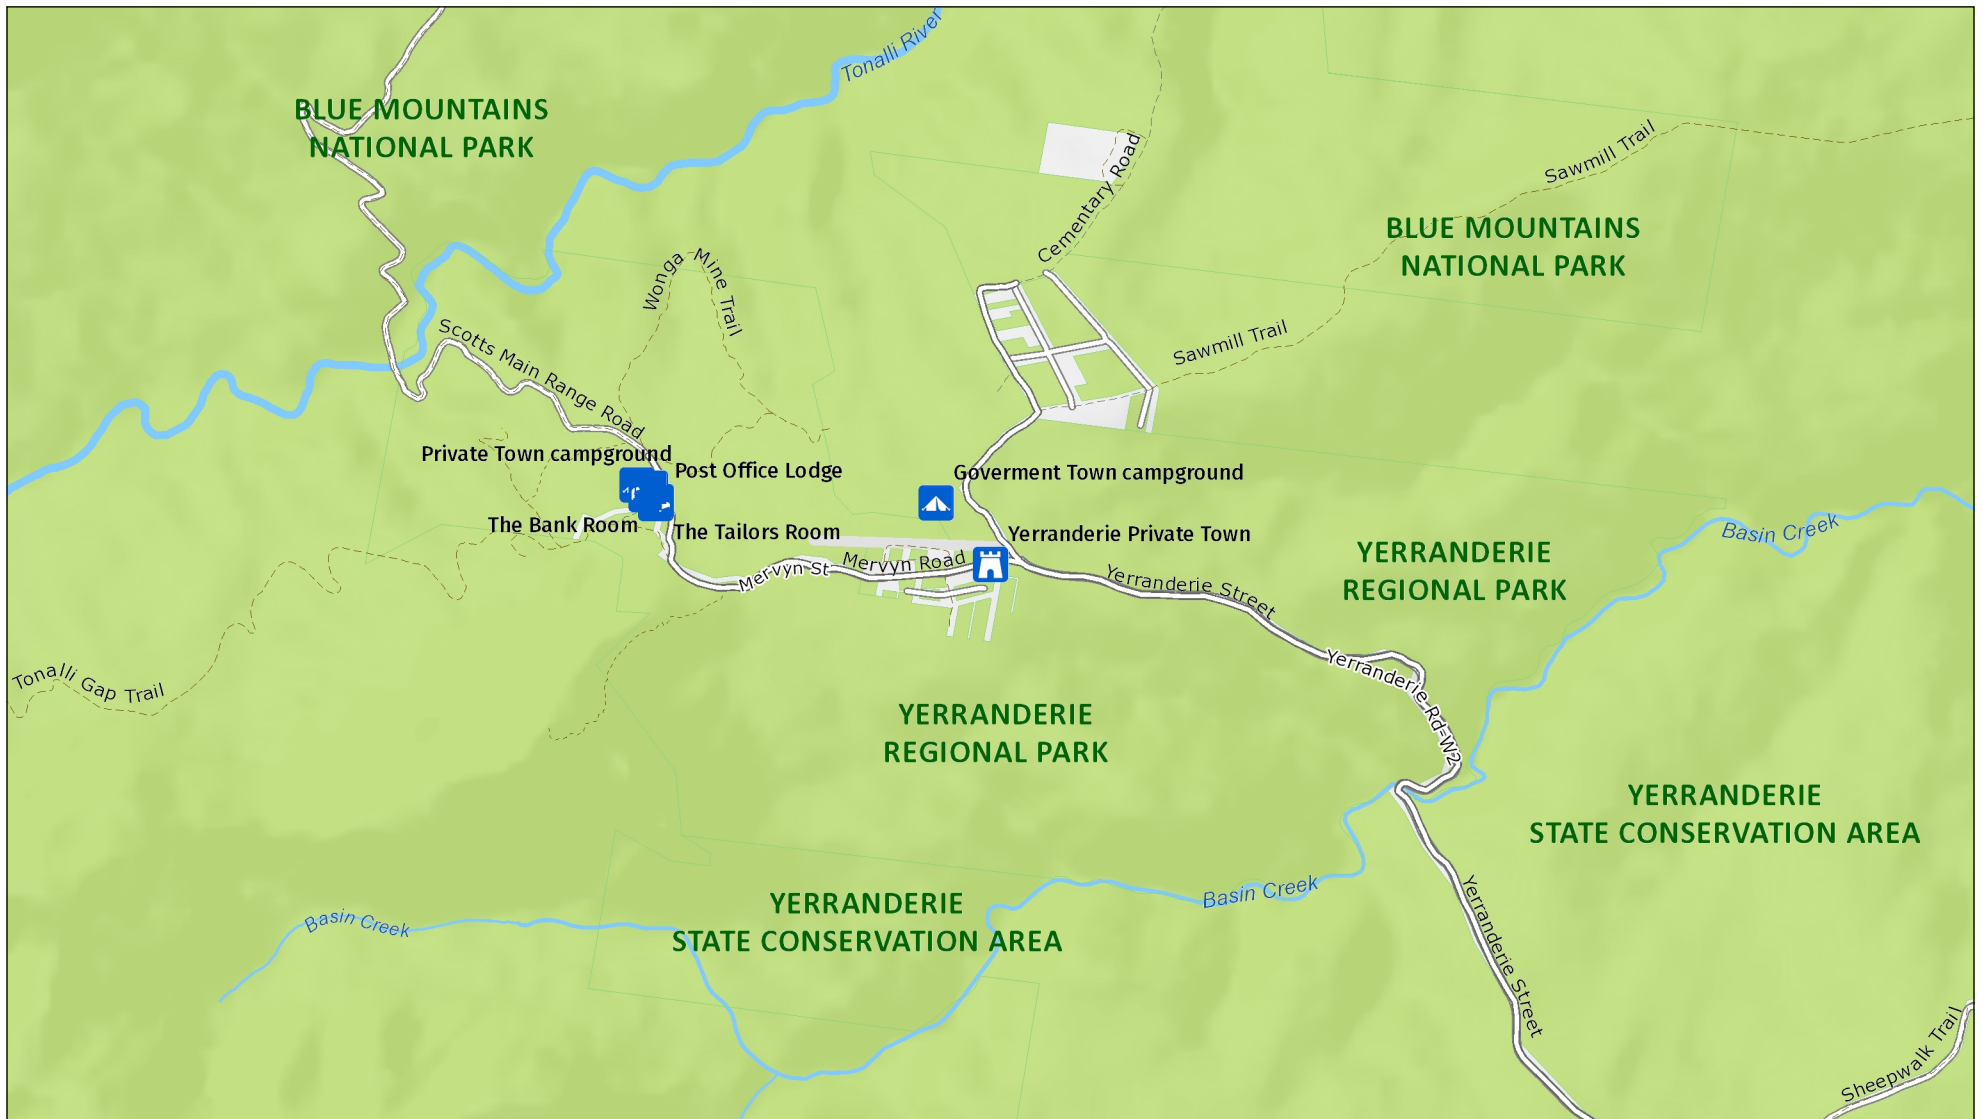 Tonalli River
BLUE MOUNTAINS
NATIONAL PARK
Sawmill Trail
Cementary Road
BLUE MOUNTAINS
NATIONAL PARK
Wonga
Mine Trail
Scotts Main Range Road
Sawmill Trail
Private Town campground
Post Office Lodge
Goverment Town campground
The Bank Room
The Tailors Room
Yerranderie Private Town
Basin Creek
YERRANDERIE
REGIONAL PARK
Mervyn St
Mervyn Road
Yerranderie Street
Tonalli Gap Trail
Yerranderie Rd-W2
YERRANDERIE
REGIONAL PARK
YERRANDERIE
STATE CONSERVATION AREA
Basin Creek
YERRANDERIE
STATE CONSERVATION AREA
Basin Creek
Yerranderie Street
Sheepwalk Trail